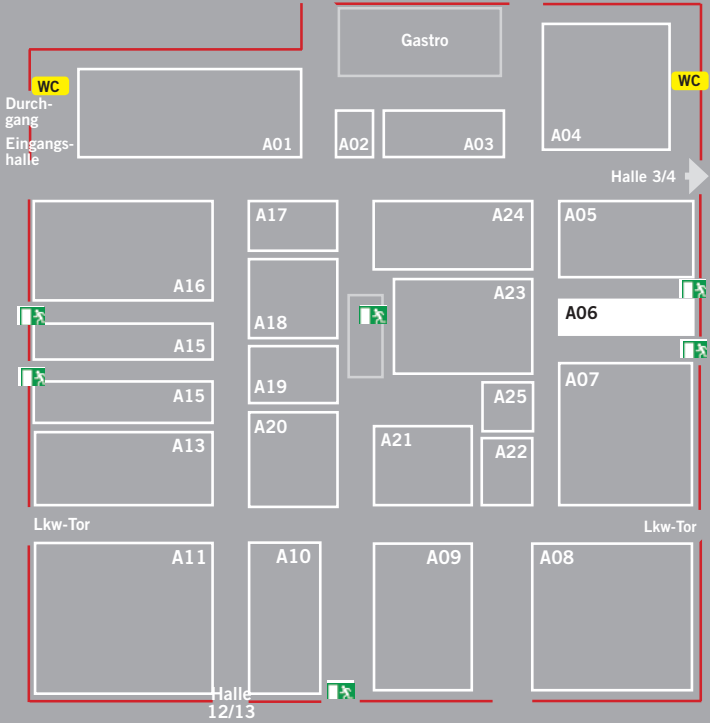 Gastro
WC
WC
Durch-
gang
Eingangs-
halle
A01
A02
A03
A04
Halle 3/4
A16
A17
A24
A05
A18
A23
A06
A15
A15
A19
A25
A07
A13
A20
A21
A22
Lkw-Tor
Lkw-Tor
A11
A10
A09
A08
Halle
12/13